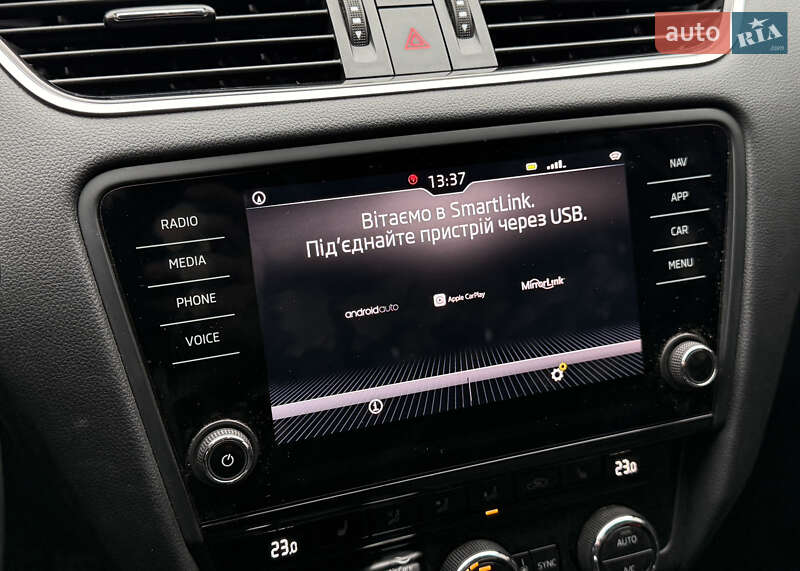 auto RIA
.com
13:37
Вітаємо в SmartLink.
Під’єднайте пристрій через USB.
androidauto
Apple CarPlay
MirrorLink
RADIO
MEDIA
PHONE
VOICE
NAV
APP
CAR
MENU
23.0
23.0
SYNC
AUTO
A/C